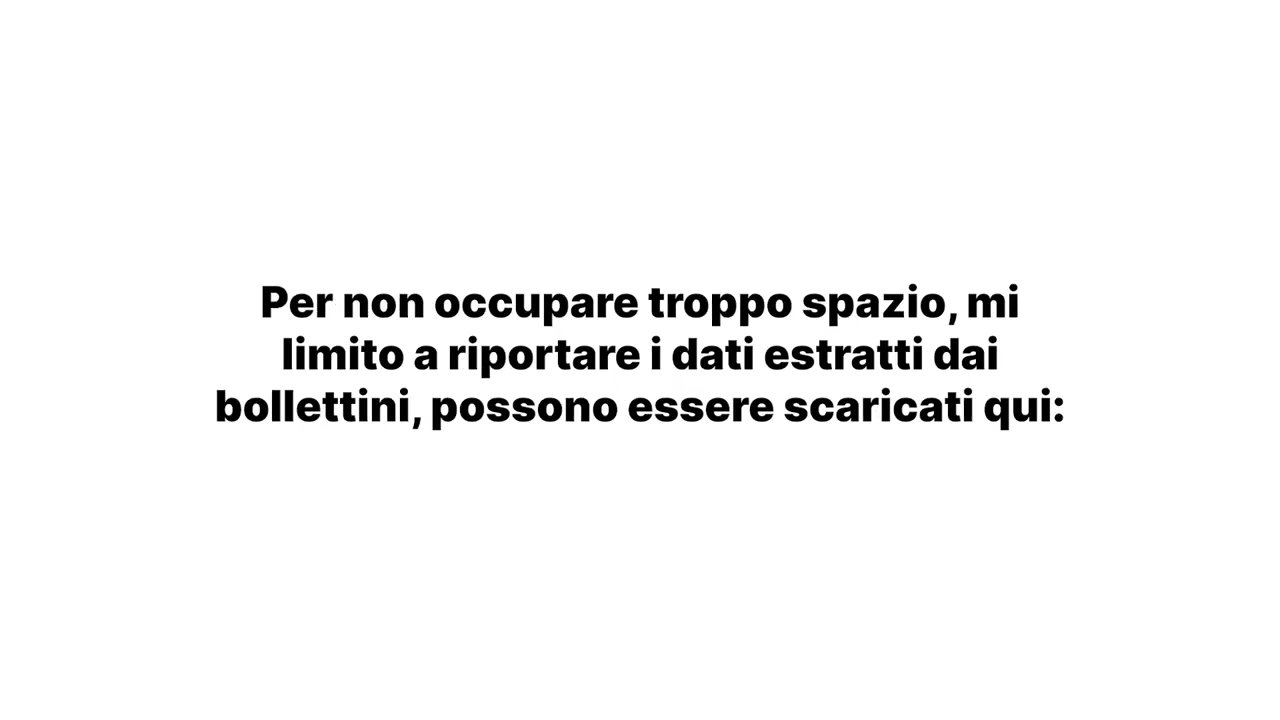 Per non occupare troppo spazio, mi
limito a riportare i dati estratti dai
bollettini, possono essere scaricati qui: